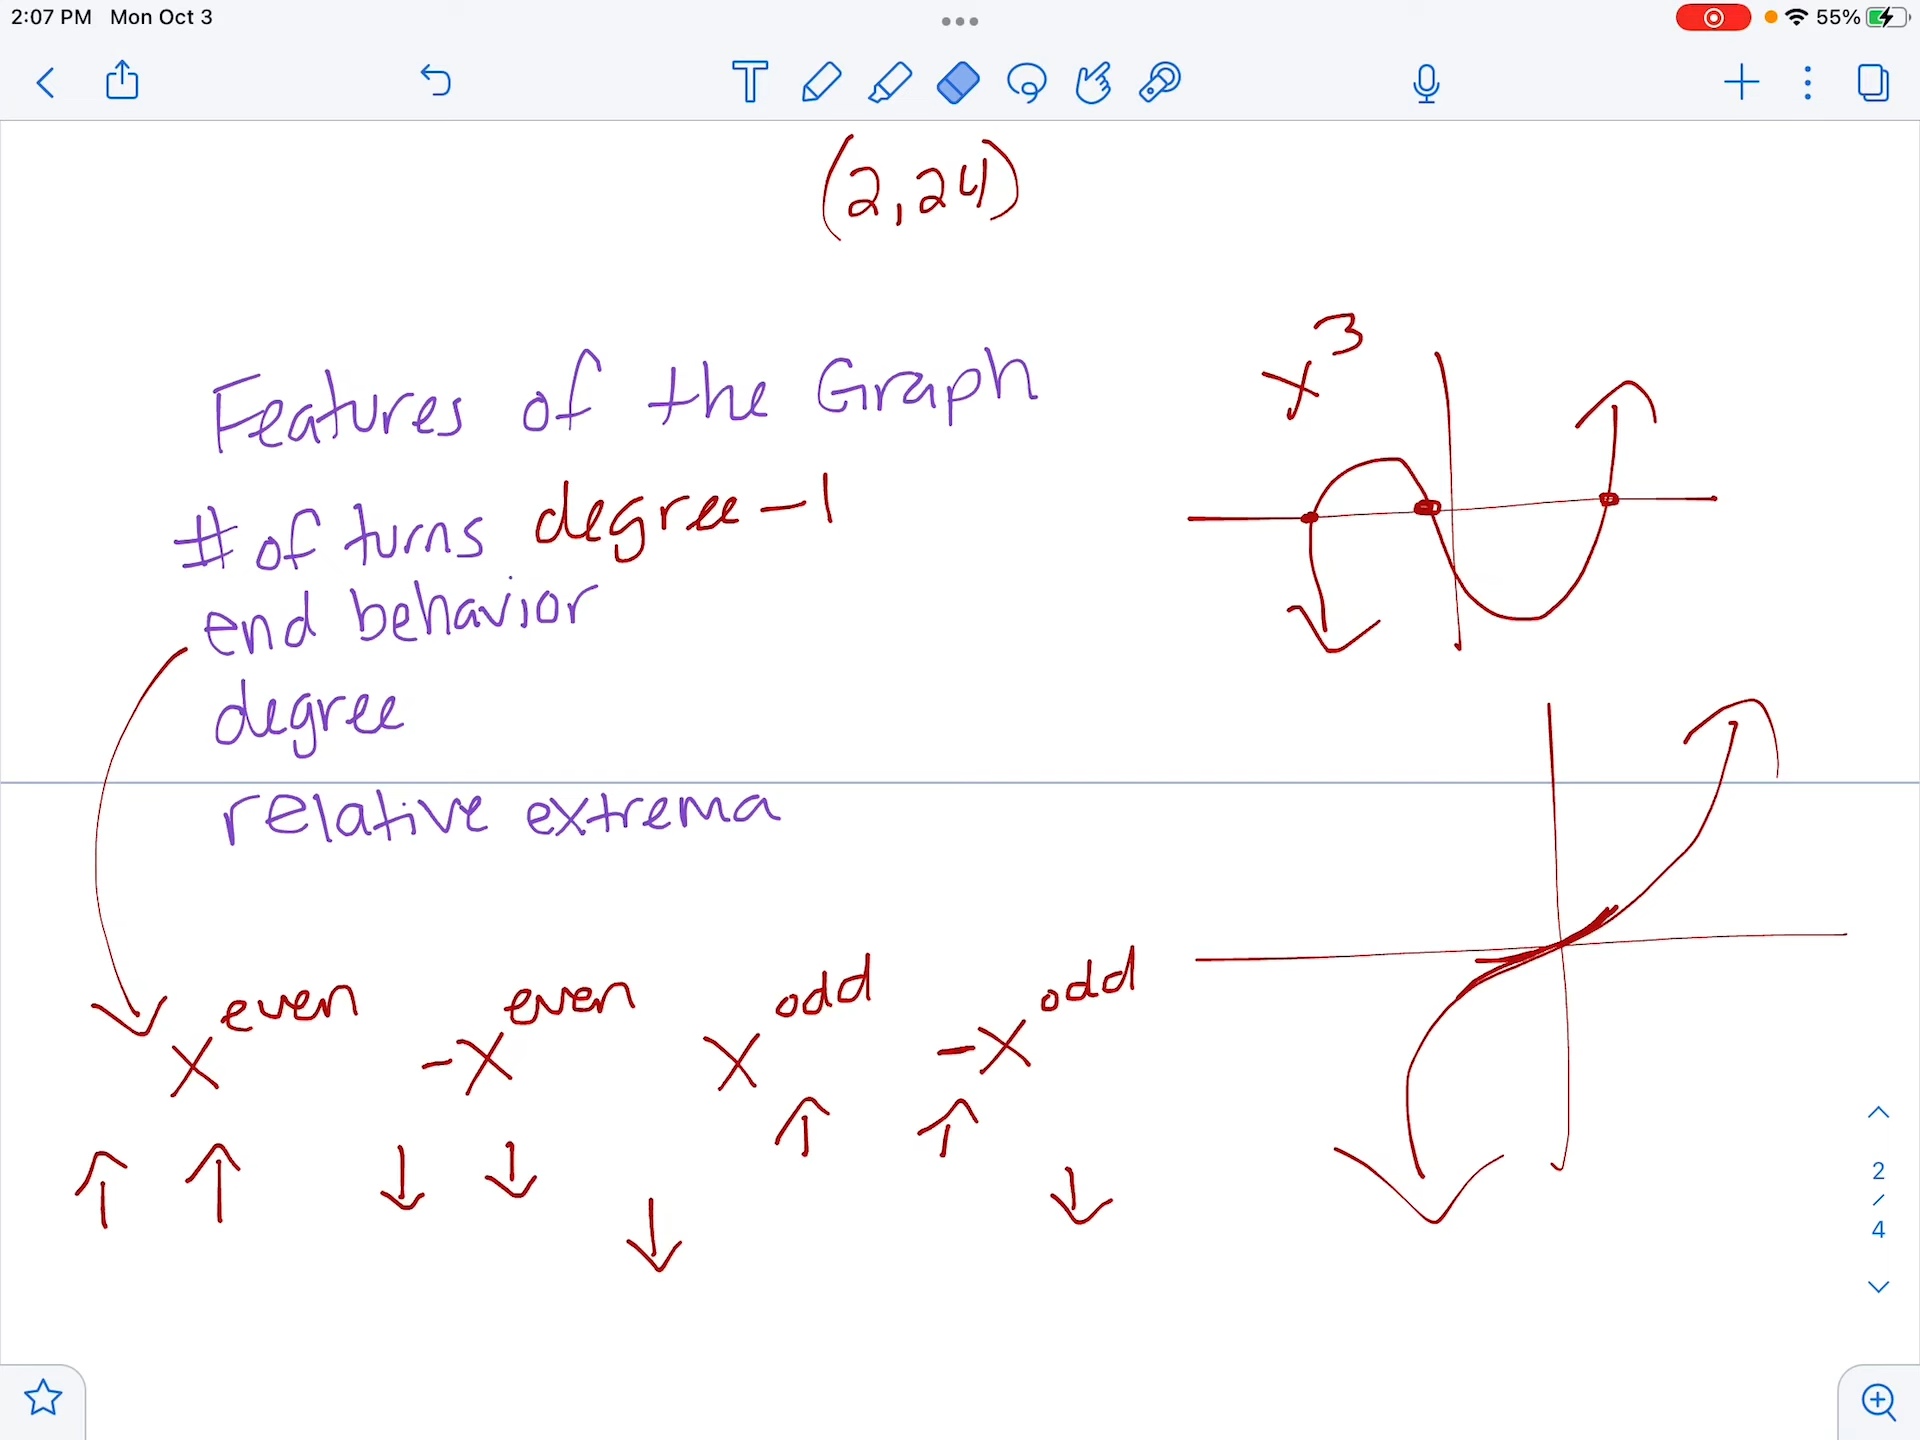 2:07 PM Mon Oct 3
55%
T
(2,24)
x³
Features of the Graph
# of turns degree - 1
end behavior
degree
relative extrema
x^even -x^even x^odd -x^odd
↑ ↑ ↓ ↓ ↓ ↑ ↑ ↓
2
/
4